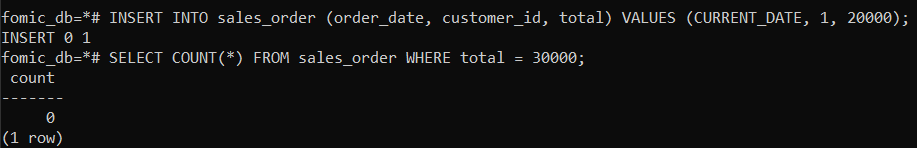 fomic_db=*# INSERT INTO sales_order (order_date, customer_id, total) VALUES (CURRENT_DATE, 1, 20000);
INSERT 0 1
fomic_db=*# SELECT COUNT(*) FROM sales_order WHERE total = 30000;
 count
-------
     0
(1 row)